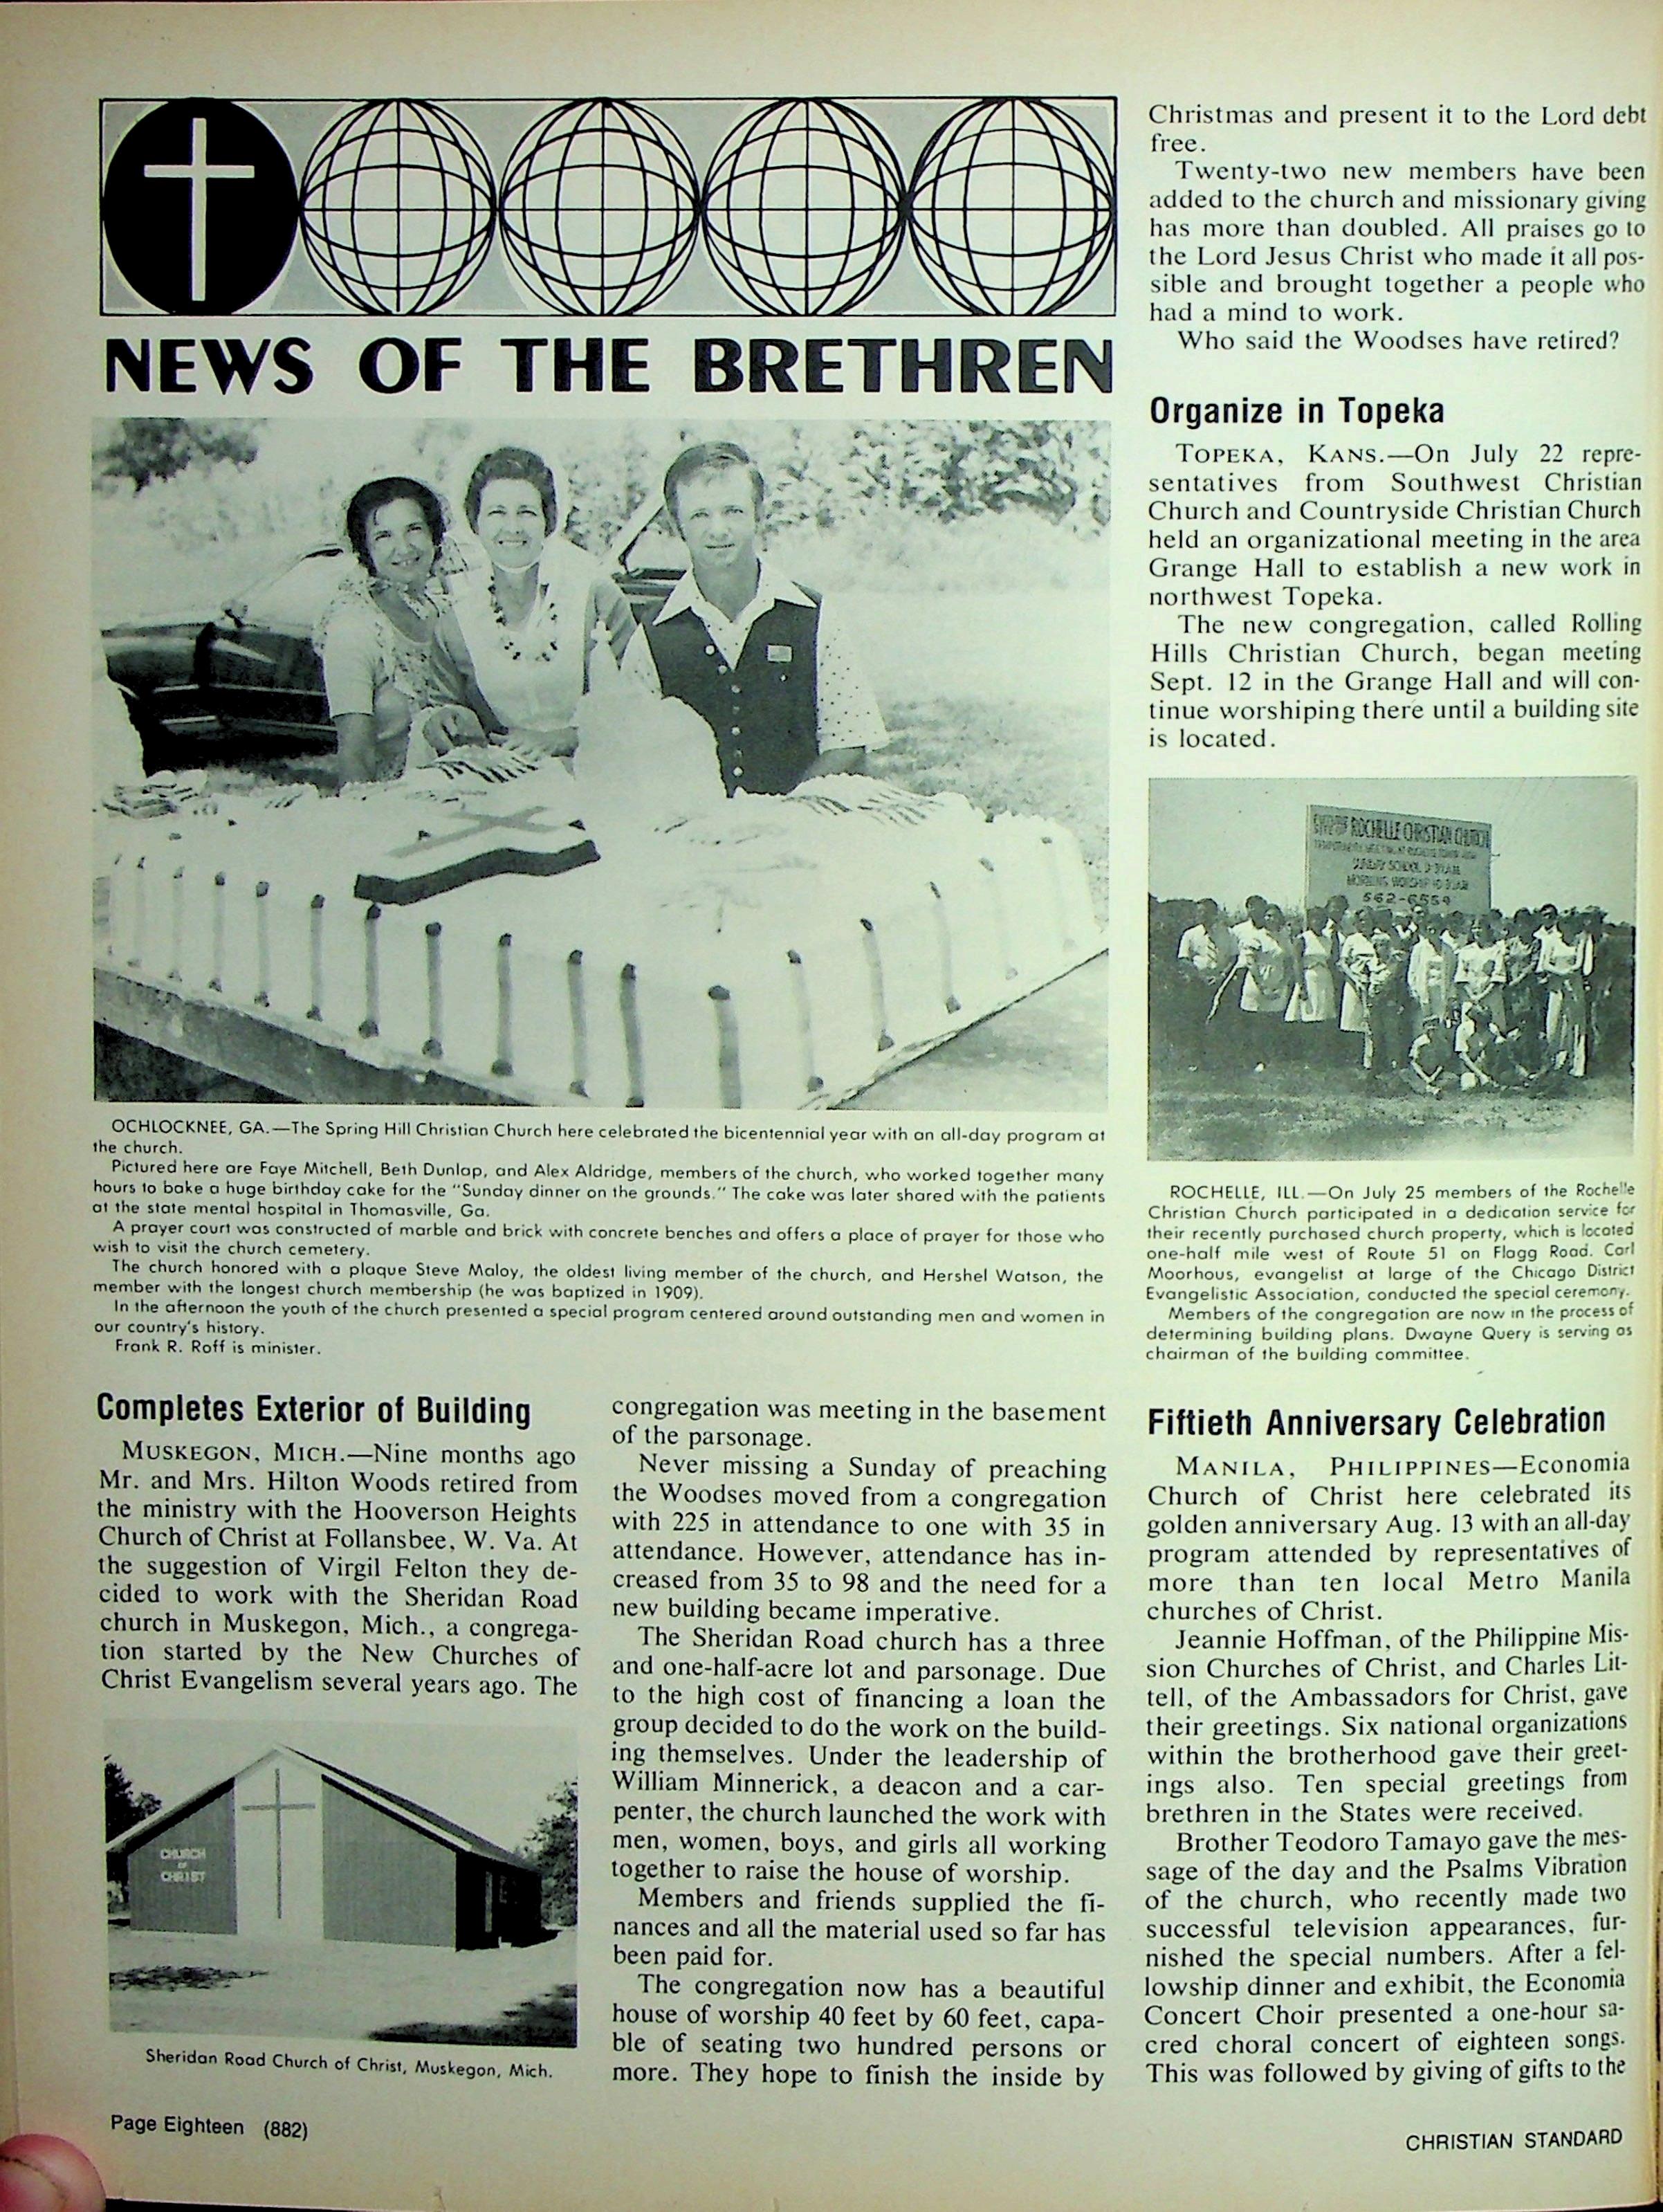 NEWS OF THE BRETHREN
OCHLOCKNEE, GA.—The Spring Hill Christian Church here celebrated the bicentennial year with an all-day program at
the church.
Pictured here are Faye Mitchell, Beth Dunlap, and Alex Aldridge, members of the church, who worked together many
hours to bake a huge birthday cake for the "Sunday dinner on the grounds." The cake was later shared with the patients
at the state mental hospital in Thomasville, Ga.
A prayer court was constructed of marble and brick with concrete benches and offers a place of prayer for those who
wish to visit the church cemetery.
The church honored with a plaque Steve Maloy, the oldest living member of the church, and Hershel Watson, the
member with the longest church membership (he was baptized in 1909).
In the afternoon the youth of the church presented a special program centered around outstanding men and women in
our country's history.
Frank R. Roff is minister.
Completes Exterior of Building
MUSKEGON, MICH.—Nine months ago
Mr. and Mrs. Hilton Woods retired from
the ministry with the Hooverson Heights
Church of Christ at Follansbee, W. Va. At
the suggestion of Virgil Felton they de-
cided to work with the Sheridan Road
church in Muskegon, Mich., a congrega-
tion started by the New Churches of
Christ Evangelism several years ago. The
CHURCH
OF
CHRIST
Sheridan Road Church of Christ, Muskegon, Mich.
congregation was meeting in the basement
of the parsonage.
Never missing a Sunday of preaching
the Woodses moved from a congregation
with 225 in attendance to one with 35 in
attendance. However, attendance has in-
creased from 35 to 98 and the need for a
new building became imperative.
The Sheridan Road church has a three
and one-half-acre lot and parsonage. Due
to the high cost of financing a loan the
group decided to do the work on the build-
ing themselves. Under the leadership of
William Minnerick, a deacon and a car-
penter, the church launched the work with
men, women, boys, and girls all working
together to raise the house of worship.
Members and friends supplied the fi-
nances and all the material used so far has
been paid for.
The congregation now has a beautiful
house of worship 40 feet by 60 feet, capa-
ble of seating two hundred persons or
more. They hope to finish the inside by
Christmas and present it to the Lord debt
free.
Twenty-two new members have been
added to the church and missionary giving
has more than doubled. All praises go to
the Lord Jesus Christ who made it all pos-
sible and brought together a people who
had a mind to work.
Who said the Woodses have retired?
Organize in Topeka
TOPEKA, KANS.—On July 22 repre-
sentatives from Southwest Christian
Church and Countryside Christian Church
held an organizational meeting in the area
Grange Hall to establish a new work in
northwest Topeka.
The new congregation, called Rolling
Hills Christian Church, began meeting
Sept. 12 in the Grange Hall and will con-
tinue worshiping there until a building site
is located.
ROCHELLE CHRISTIAN CHURCH
SUNDAY SCHOOL
MORNING WORSHIP
562-6559
ROCHELLE, ILL.—On July 25 members of the Rochelle
Christian Church participated in a dedication service for
their recently purchased church property, which is located
one-half mile west of Route 51 on Flagg Road. Carl
Moorhous, evangelist at large of the Chicago District
Evangelistic Association, conducted the special ceremony.
Members of the congregation are now in the process of
determining building plans. Dwayne Query is serving as
chairman of the building committee.
Fiftieth Anniversary Celebration
MANILA, PHILIPPINES—Economia
Church of Christ here celebrated its
golden anniversary Aug. 13 with an all-day
program attended by representatives of
more than ten local Metro Manila
churches of Christ.
Jeannie Hoffman, of the Philippine Mis-
sion Churches of Christ, and Charles Lit-
tell, of the Ambassadors for Christ, gave
their greetings. Six national organizations
within the brotherhood gave their greet-
ings also. Ten special greetings from
brethren in the States were received.
Brother Teodoro Tamayo gave the mes-
sage of the day and the Psalms Vibration
of the church, who recently made two
successful television appearances, fur-
nished the special numbers. After a fel-
lowship dinner and exhibit, the Economia
Concert Choir presented a one-hour sa-
cred choral concert of eighteen songs.
This was followed by giving of gifts to the
Page Eighteen (882)
CHRISTIAN STANDARD